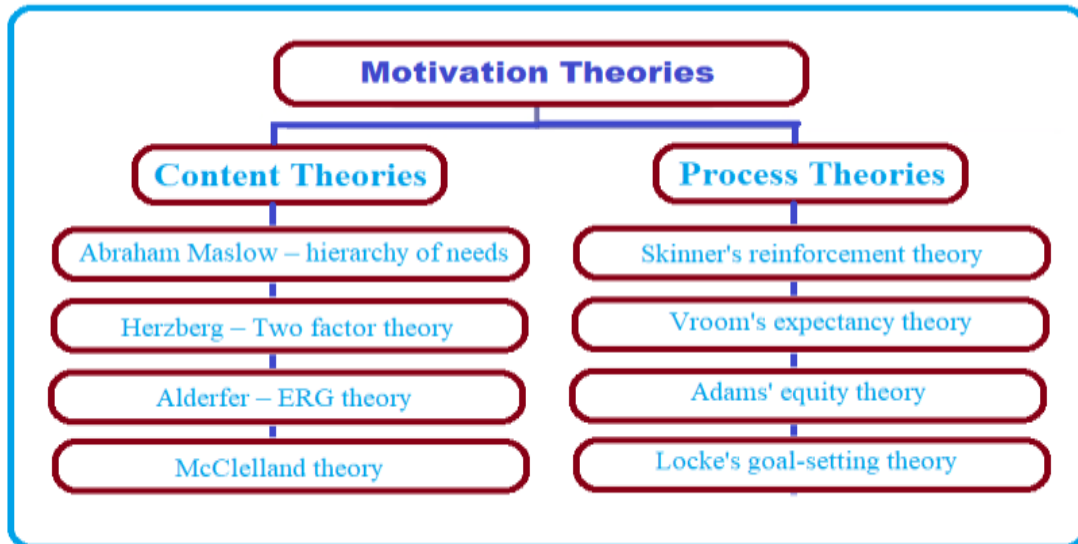 Motivation Theories
Content Theories
Process Theories
Abraham Maslow – hierarchy of needs
Skinner's reinforcement theory
Herzberg – Two factor theory
Vroom's expectancy theory
Alderfer – ERG theory
Adams' equity theory
McClelland theory
Locke's goal-setting theory